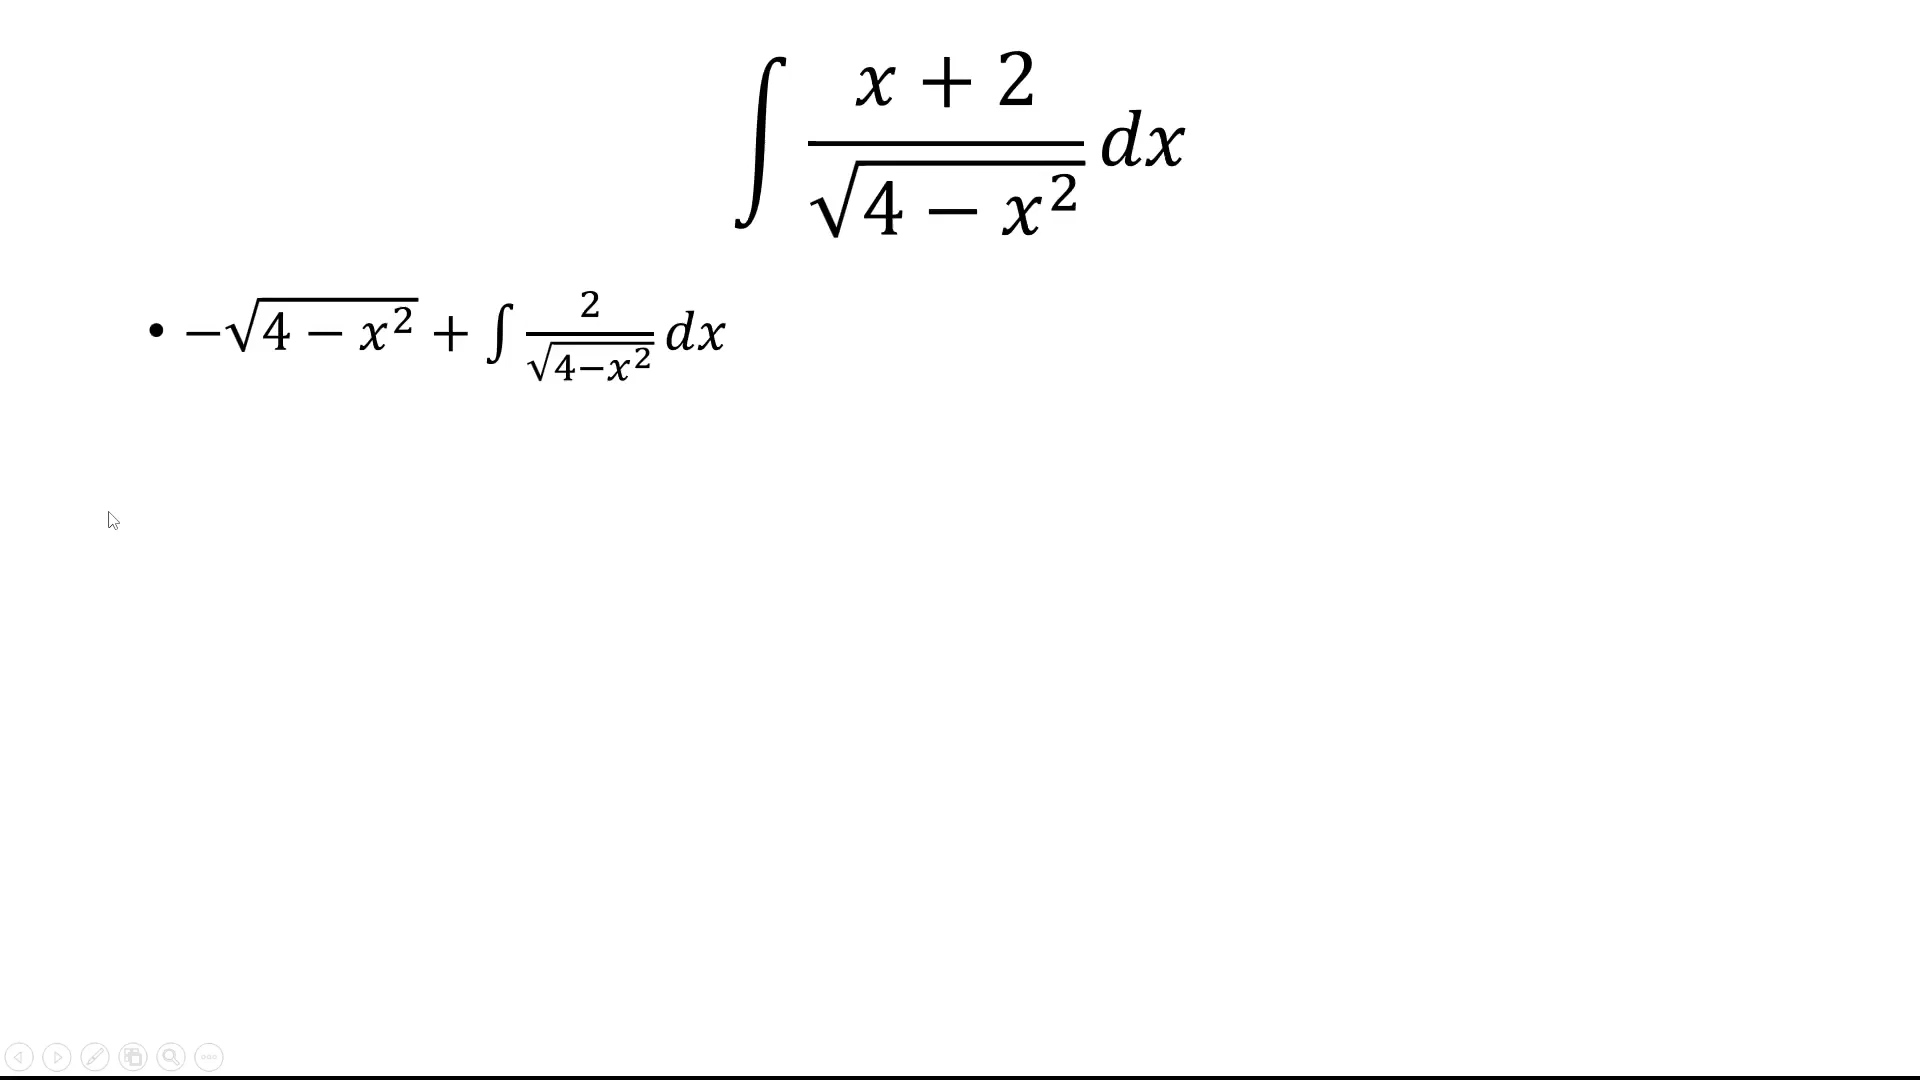 ∫ (x + 2)/√(4 − x²) dx
• −√(4 − x²) + ∫ 2/√(4−x²) dx